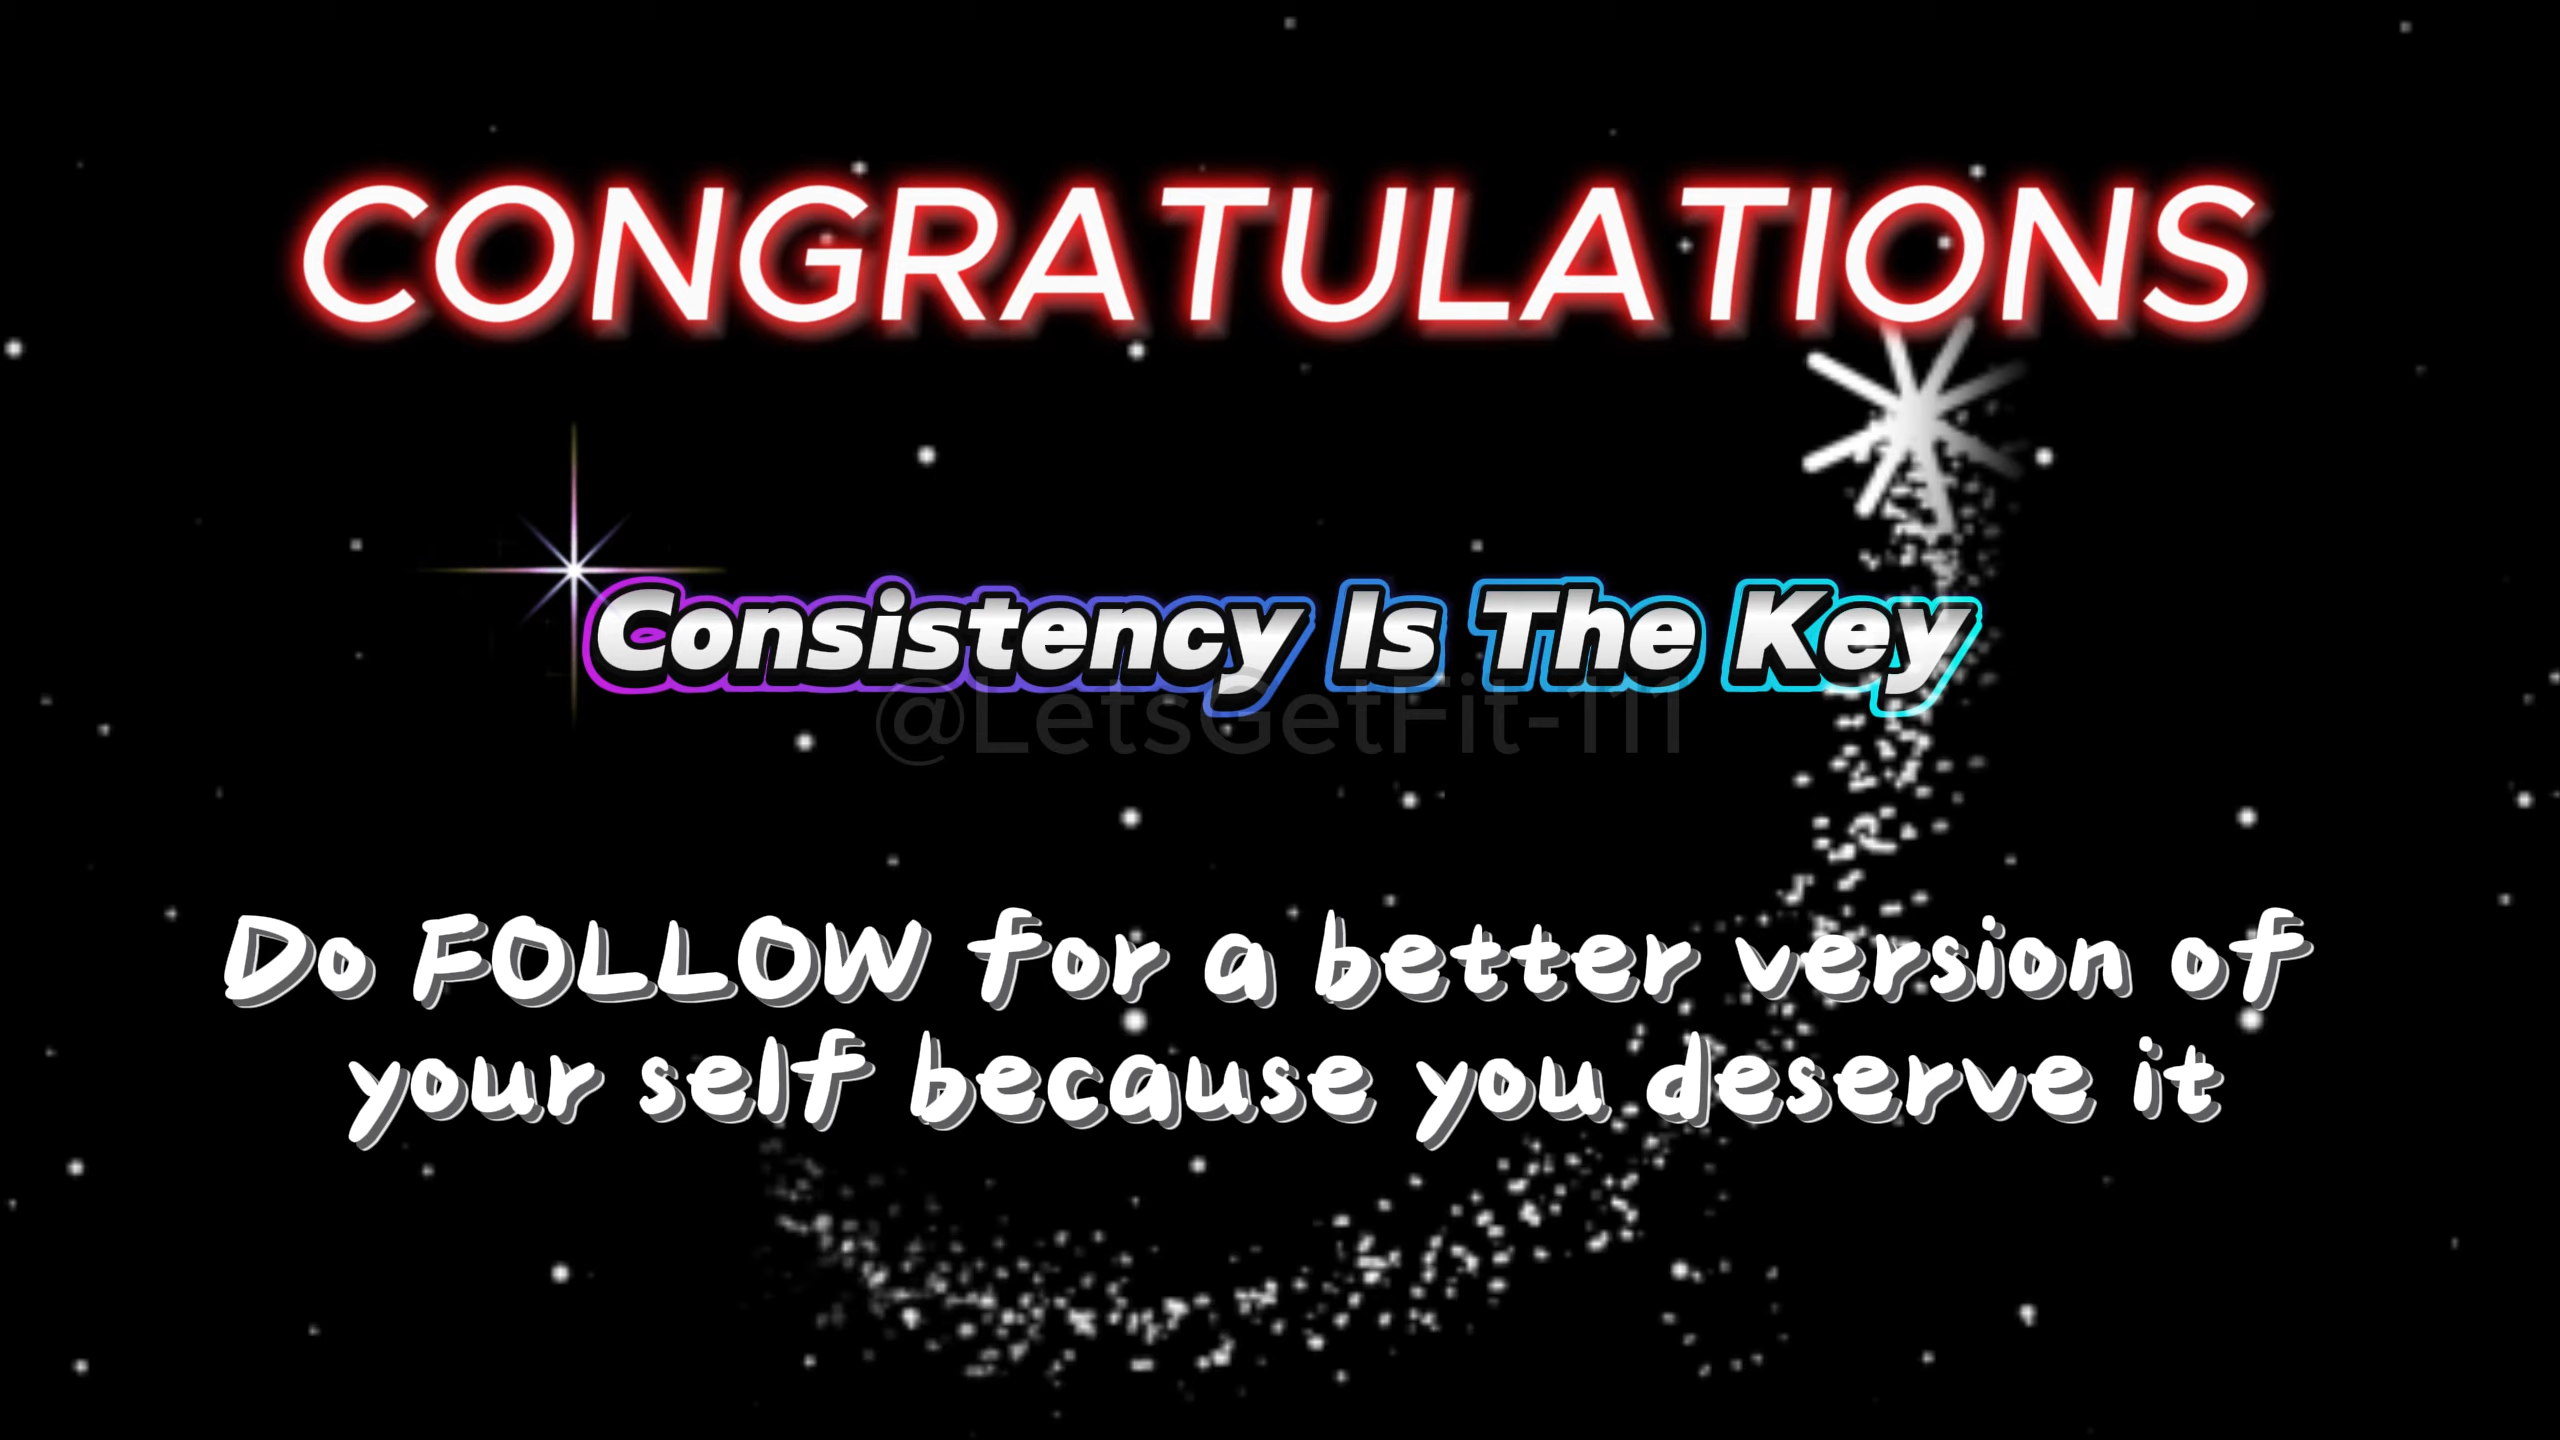 CONGRATULATIONS
Consistency Is The Key
@LetsGetFit-111
Do FOLLOW for a better version of
your self because you deserve it